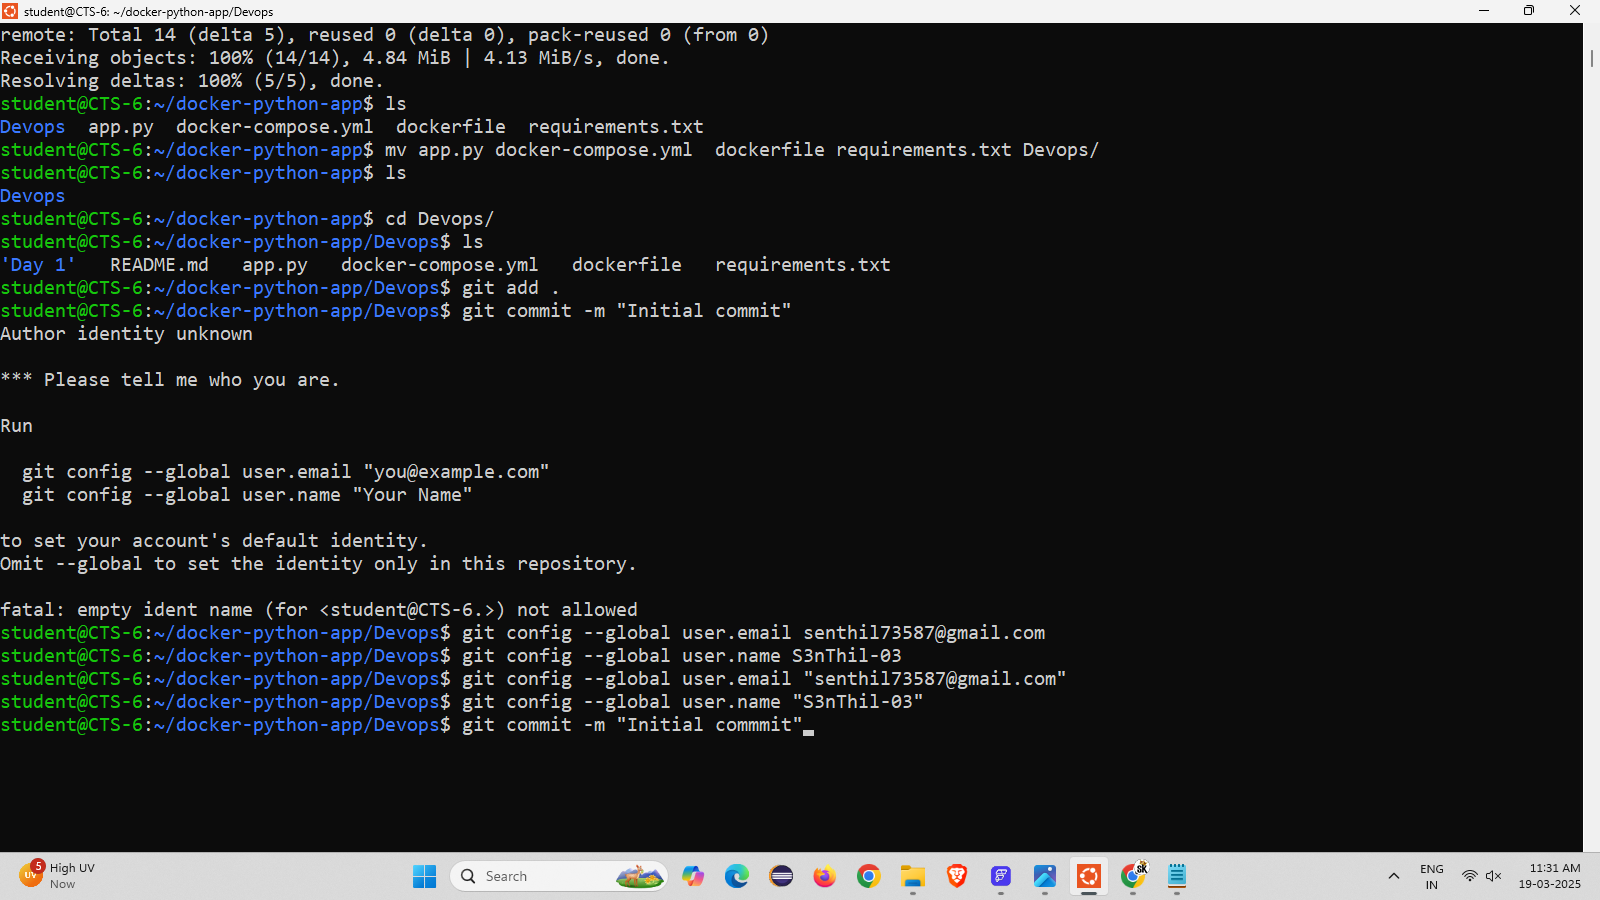 student@CTS-6: ~/docker-python-app/Devops
remote: Total 14 (delta 5), reused 0 (delta 0), pack-reused 0 (from 0)
Receiving objects: 100% (14/14), 4.84 MiB | 4.13 MiB/s, done.
Resolving deltas: 100% (5/5), done.
student@CTS-6:~/docker-python-app$ ls
Devops  app.py  docker-compose.yml  dockerfile  requirements.txt
student@CTS-6:~/docker-python-app$ mv app.py docker-compose.yml  dockerfile requirements.txt Devops/
student@CTS-6:~/docker-python-app$ ls
Devops
student@CTS-6:~/docker-python-app$ cd Devops/
student@CTS-6:~/docker-python-app/Devops$ ls
'Day 1'   README.md   app.py   docker-compose.yml   dockerfile   requirements.txt
student@CTS-6:~/docker-python-app/Devops$ git add .
student@CTS-6:~/docker-python-app/Devops$ git commit -m "Initial commit"
Author identity unknown
*** Please tell me who you are.
Run
  git config --global user.email "you@example.com"
  git config --global user.name "Your Name"
to set your account's default identity.
Omit --global to set the identity only in this repository.
fatal: empty ident name (for <student@CTS-6.>) not allowed
student@CTS-6:~/docker-python-app/Devops$ git config --global user.email senthil73587@gmail.com
student@CTS-6:~/docker-python-app/Devops$ git config --global user.name S3nThil-03
student@CTS-6:~/docker-python-app/Devops$ git config --global user.email "senthil73587@gmail.com"
student@CTS-6:~/docker-python-app/Devops$ git config --global user.name "S3nThil-03"
student@CTS-6:~/docker-python-app/Devops$ git commit -m "Initial commmit"
5
UV
High UV
Now
Search
SK
ENG
IN
11:31 AM
19-03-2025